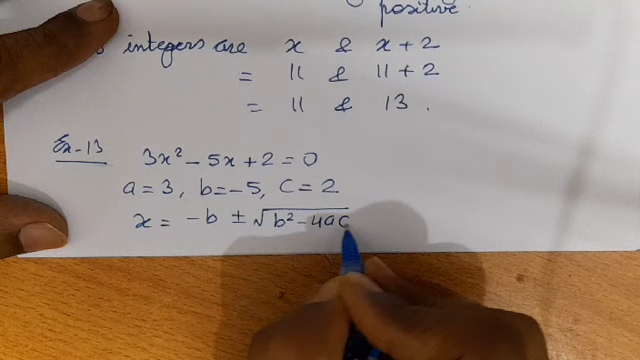 positive.
integers are x & x+2
= 11 & 11+2
= 11 & 13.
Ex-13 3x² - 5x + 2 = 0
a = 3, b = -5, C = 2
x = -b ± √b² - 4ac